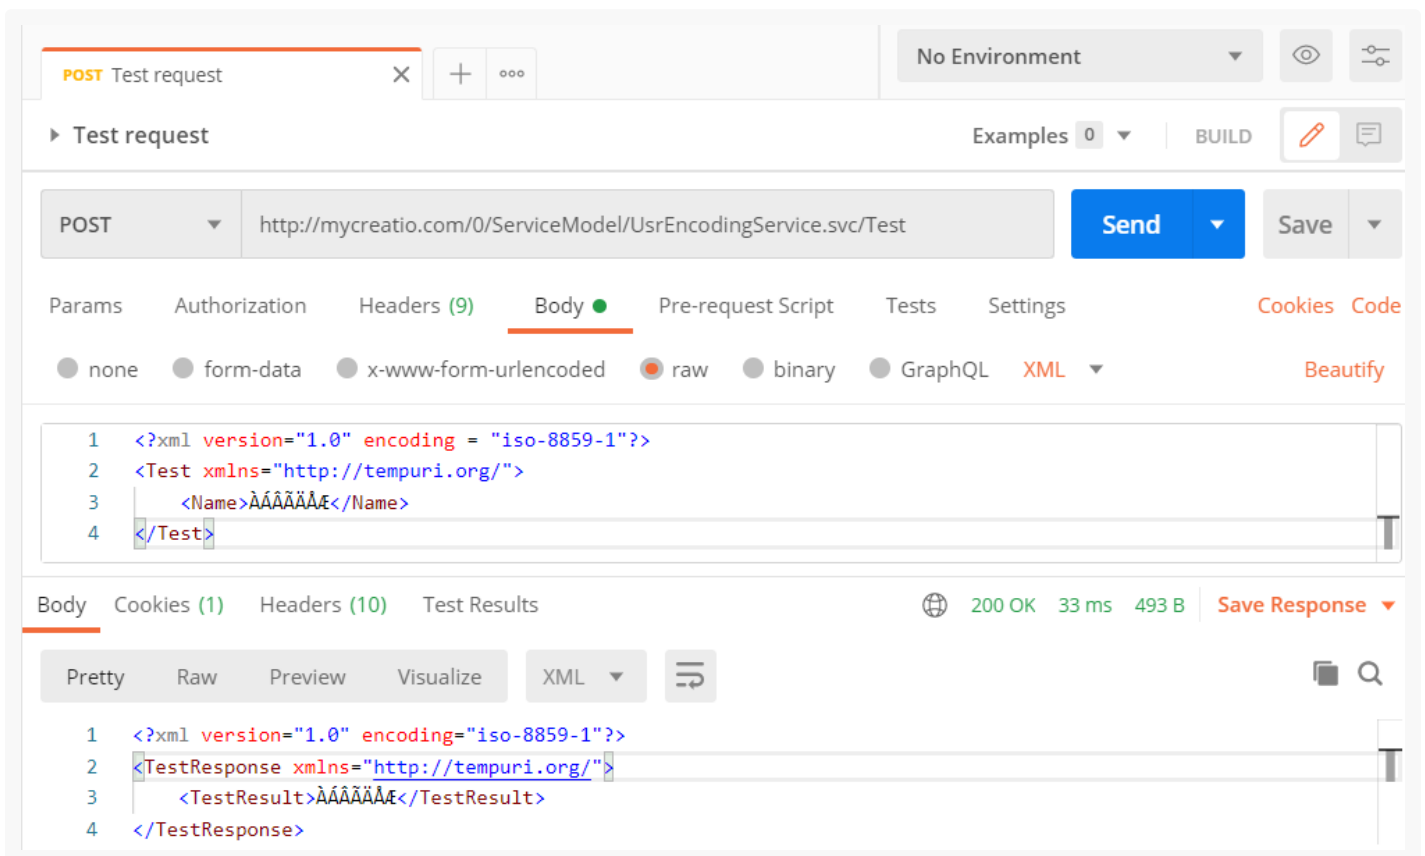 POST Test request
No Environment
Test request
Examples 0 BUILD
POST http://mycreatio.com/0/ServiceModel/UsrEncodingService.svc/Test Send Save
Params Authorization Headers (9) Body Pre-request Script Tests Settings Cookies Code
none form-data x-www-form-urlencoded raw binary GraphQL XML Beautify
1 <?xml version="1.0" encoding = "iso-8859-1"?>
2 <Test xmlns="http://tempuri.org/">
3 <Name>ÀÁÂÃÄÅÆ</Name>
4 </Test>
Body Cookies (1) Headers (10) Test Results 200 OK 33 ms 493 B Save Response
Pretty Raw Preview Visualize XML
1 <?xml version="1.0" encoding="iso-8859-1"?>
2 <TestResponse xmlns="http://tempuri.org/">
3 <TestResult>ÀÁÂÃÄÅÆ</TestResult>
4 </TestResponse>